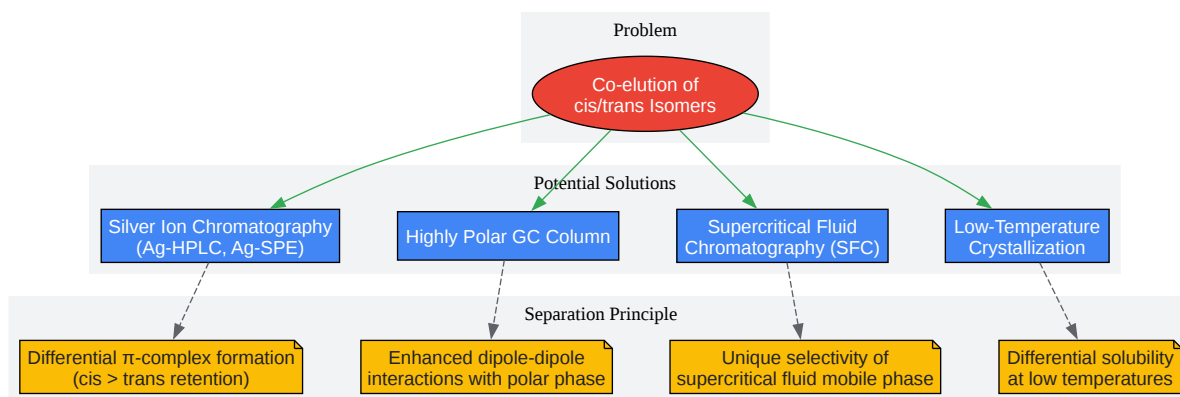 Problem
Co-elution of
cis/trans Isomers
Potential Solutions
Silver Ion Chromatography
(Ag-HPLC, Ag-SPE)
Highly Polar GC Column
Supercritical Fluid
Chromatography (SFC)
Low-Temperature
Crystallization
Separation Principle
Differential π-complex formation
(cis > trans retention)
Enhanced dipole-dipole
interactions with polar phase
Unique selectivity of
supercritical fluid mobile phase
Differential solubility
at low temperatures